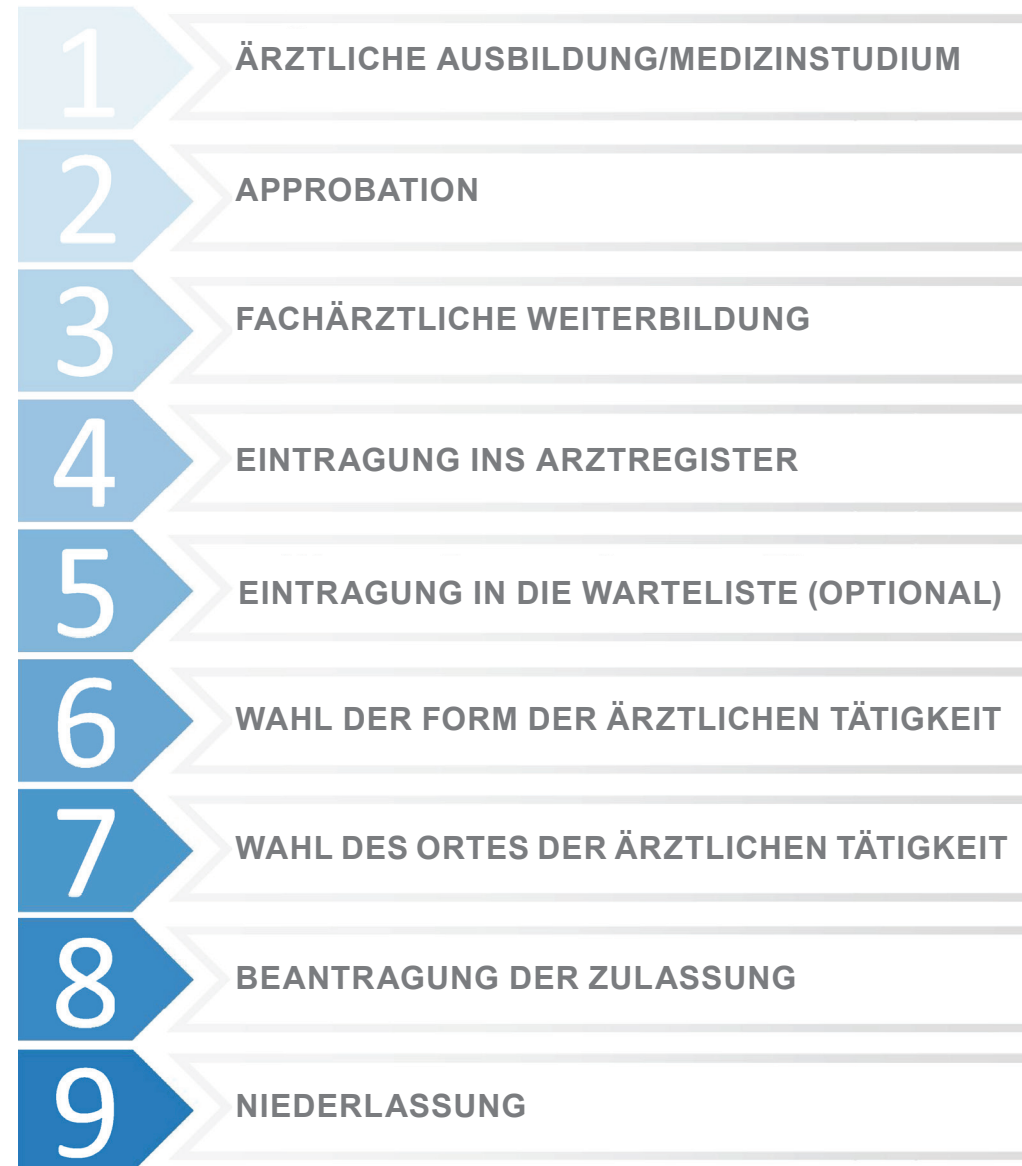 1 ÄRZTLICHE AUSBILDUNG/MEDIZINSTUDIUM
2 APPROBATION
3 FACHÄRZTLICHE WEITERBILDUNG
4 EINTRAGUNG INS ARZTREGISTER
5 EINTRAGUNG IN DIE WARTELISTE (OPTIONAL)
6 WAHL DER FORM DER ÄRZTLICHEN TÄTIGKEIT
7 WAHL DES ORTES DER ÄRZTLICHEN TÄTIGKEIT
8 BEANTRAGUNG DER ZULASSUNG
9 NIEDERLASSUNG